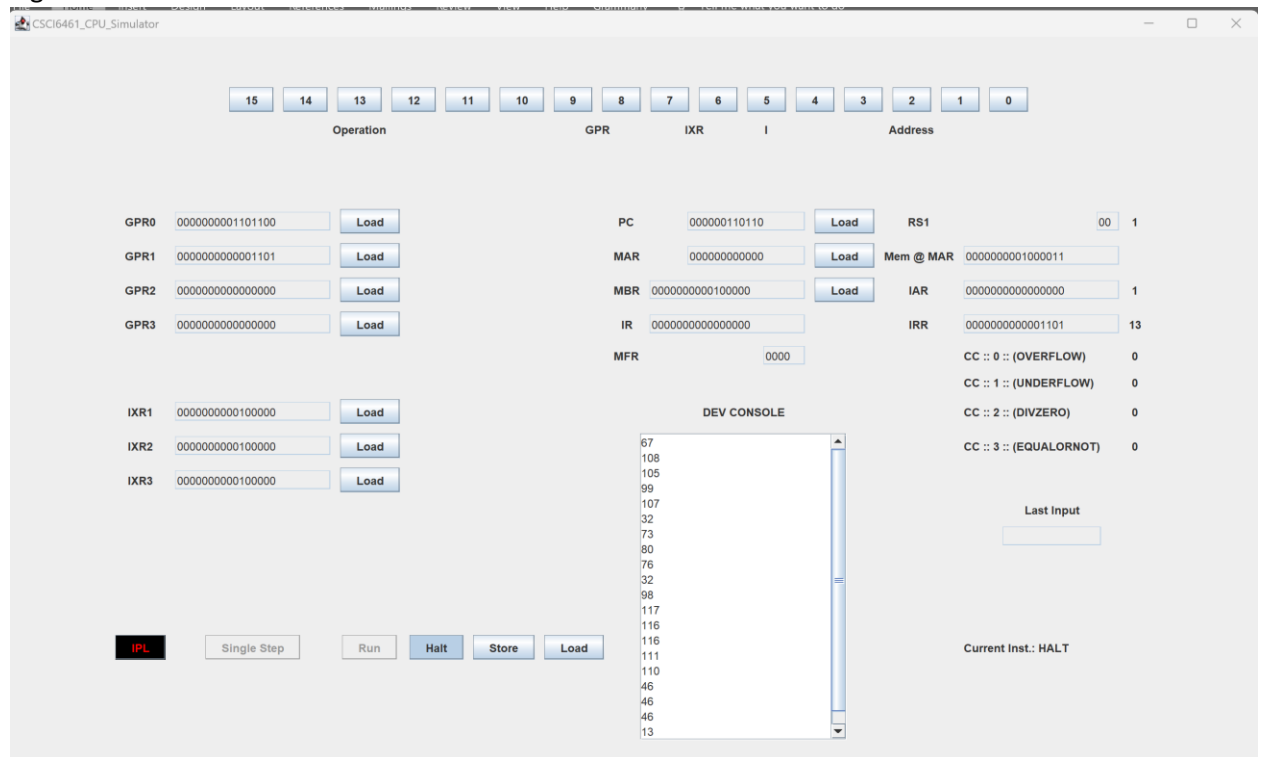 CSCI6461_CPU_Simulator
15 14 13 12 11 10 9 8 7 6 5 4 3 2 1 0
Operation GPR IXR I Address
GPR0 0000000001101100 Load PC 000000110110 Load RS1 00 1
GPR1 0000000000001101 Load MAR 000000000000 Load Mem @ MAR 0000000001000011
GPR2 0000000000000000 Load MBR 0000000000100000 Load IAR 0000000000000000 1
GPR3 0000000000000000 Load IR 0000000000000000 IRR 0000000000001101 13
MFR 0000 CC :: 0 :: (OVERFLOW) 0
CC :: 1 :: (UNDERFLOW) 0
IXR1 0000000000100000 Load DEV CONSOLE CC :: 2 :: (DIVZERO) 0
IXR2 0000000000100000 Load CC :: 3 :: (EQUALORNOT) 0
IXR3 0000000000100000 Load
67
108
105
99
107
32
73
80
76
32
98
117
116
116
111
110
46
46
46
13
Last Input
IPL Single Step Run Halt Store Load Current Inst.: HALT